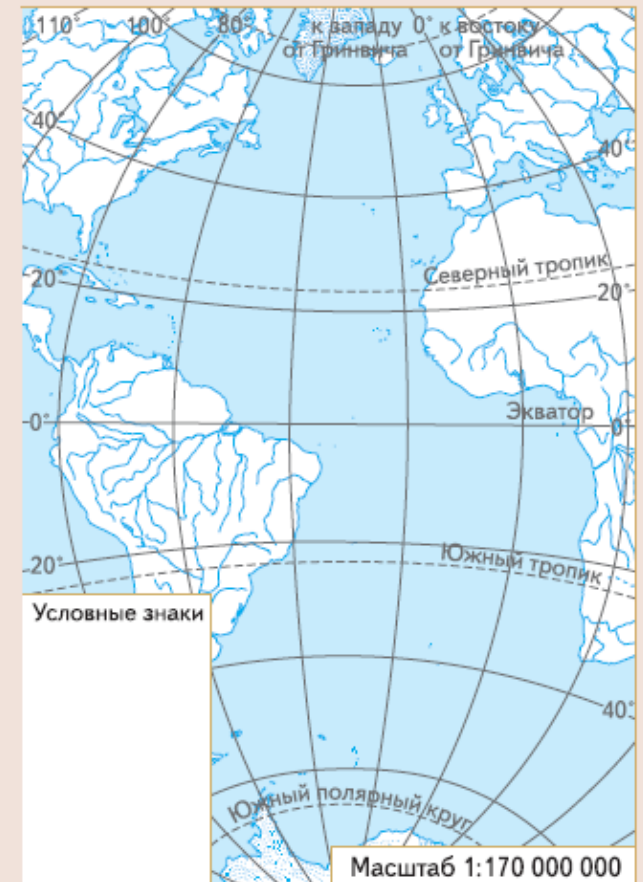 110° 100° 80° к западу 0° к востоку
от Гринвича от Гринвича
40°
40°
Северный тропик
20°
20°
Экватор
0°
0°
Южный тропик
20°
Условные знаки
40°
Южный полярный круг
Масштаб 1:170 000 000